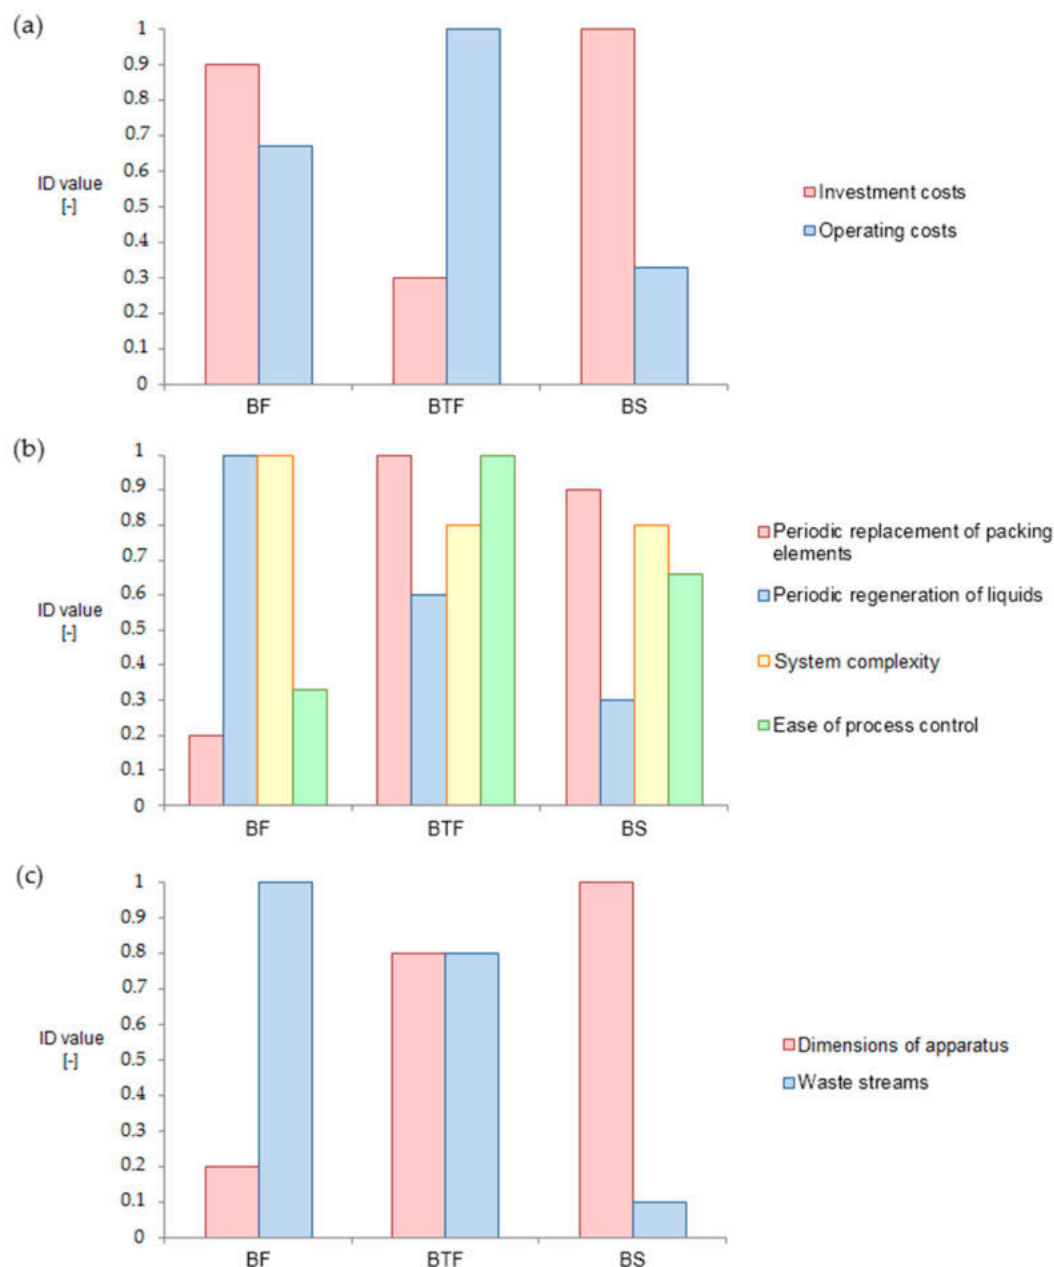 (a)
1
0.9
0.8
0.7
0.6
0.5
0.4
0.3
0.2
0.1
0
ID value
[-]
BF
BTF
BS
Investment costs
Operating costs
(b)
1
0.9
0.8
0.7
0.6
0.5
0.4
0.3
0.2
0.1
0
ID value
[-]
BF
BTF
BS
Periodic replacement of packing
elements
Periodic regeneration of liquids
System complexity
Ease of process control
(c)
1
0.9
0.8
0.7
0.6
0.5
0.4
0.3
0.2
0.1
0
ID value
[-]
BF
BTF
BS
Dimensions of apparatus
Waste streams